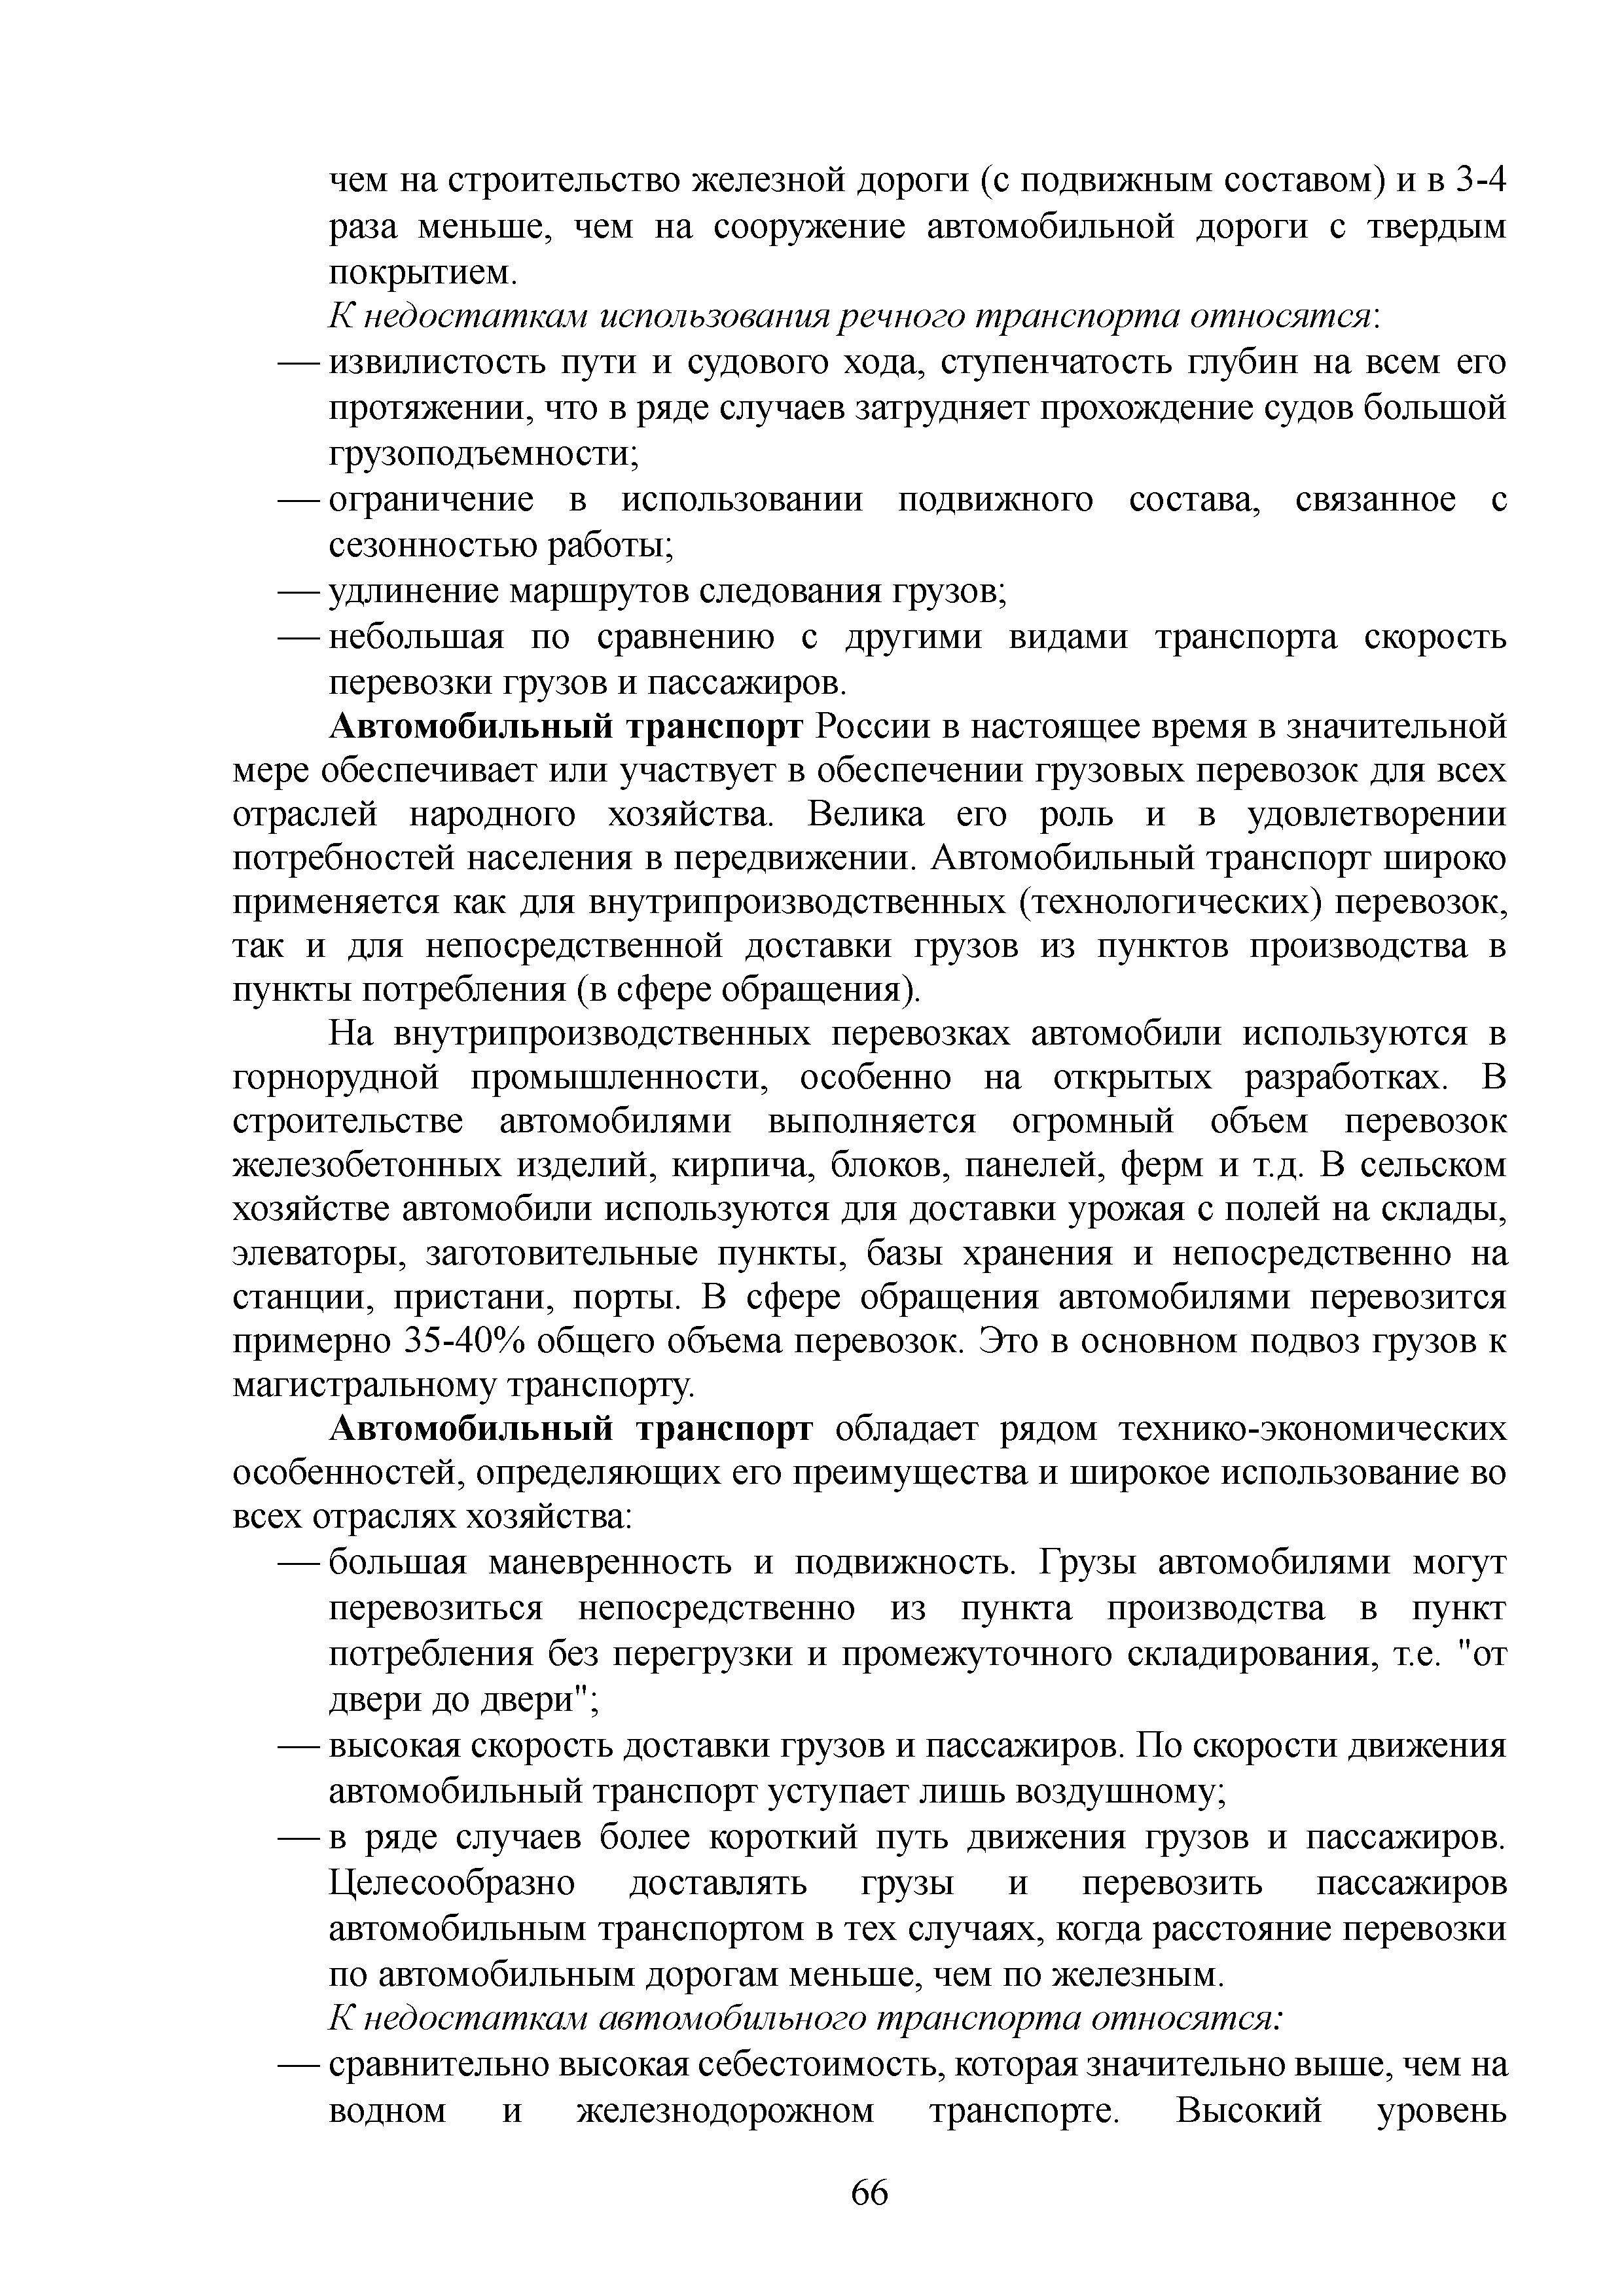 чем на строительство железной дороги (с подвижным составом) и в 3-4
раза меньше, чем на сооружение автомобильной дороги с твердым
покрытием.
К недостаткам использования речного транспорта относятся:
— извилистость пути и судового хода, ступенчатость глубин на всем его
протяжении, что в ряде случаев затрудняет прохождение судов большой
грузоподъемности;
— ограничение в использовании подвижного состава, связанное с
сезонностью работы;
— удлинение маршрутов следования грузов;
— небольшая по сравнению с другими видами транспорта скорость
перевозки грузов и пассажиров.
Автомобильный транспорт России в настоящее время в значительной
мере обеспечивает или участвует в обеспечении грузовых перевозок для всех
отраслей народного хозяйства. Велика его роль и в удовлетворении
потребностей населения в передвижении. Автомобильный транспорт широко
применяется как для внутрипроизводственных (технологических) перевозок,
так и для непосредственной доставки грузов из пунктов производства в
пункты потребления (в сфере обращения).
На внутрипроизводственных перевозках автомобили используются в
горнорудной промышленности, особенно на открытых разработках. В
строительстве автомобилями выполняется огромный объем перевозок
железобетонных изделий, кирпича, блоков, панелей, ферм и т.д. В сельском
хозяйстве автомобили используются для доставки урожая с полей на склады,
элеваторы, заготовительные пункты, базы хранения и непосредственно на
станции, пристани, порты. В сфере обращения автомобилями перевозится
примерно 35-40% общего объема перевозок. Это в основном подвоз грузов к
магистральному транспорту.
Автомобильный транспорт обладает рядом технико-экономических
особенностей, определяющих его преимущества и широкое использование во
всех отраслях хозяйства:
— большая маневренность и подвижность. Грузы автомобилями могут
перевозиться непосредственно из пункта производства в пункт
потребления без перегрузки и промежуточного складирования, т.е. "от
двери до двери";
— высокая скорость доставки грузов и пассажиров. По скорости движения
автомобильный транспорт уступает лишь воздушному;
— в ряде случаев более короткий путь движения грузов и пассажиров.
Целесообразно доставлять грузы и перевозить пассажиров
автомобильным транспортом в тех случаях, когда расстояние перевозки
по автомобильным дорогам меньше, чем по железным.
К недостаткам автомобильного транспорта относятся:
— сравнительно высокая себестоимость, которая значительно выше, чем на
водном и железнодорожном транспорте. Высокий уровень
66